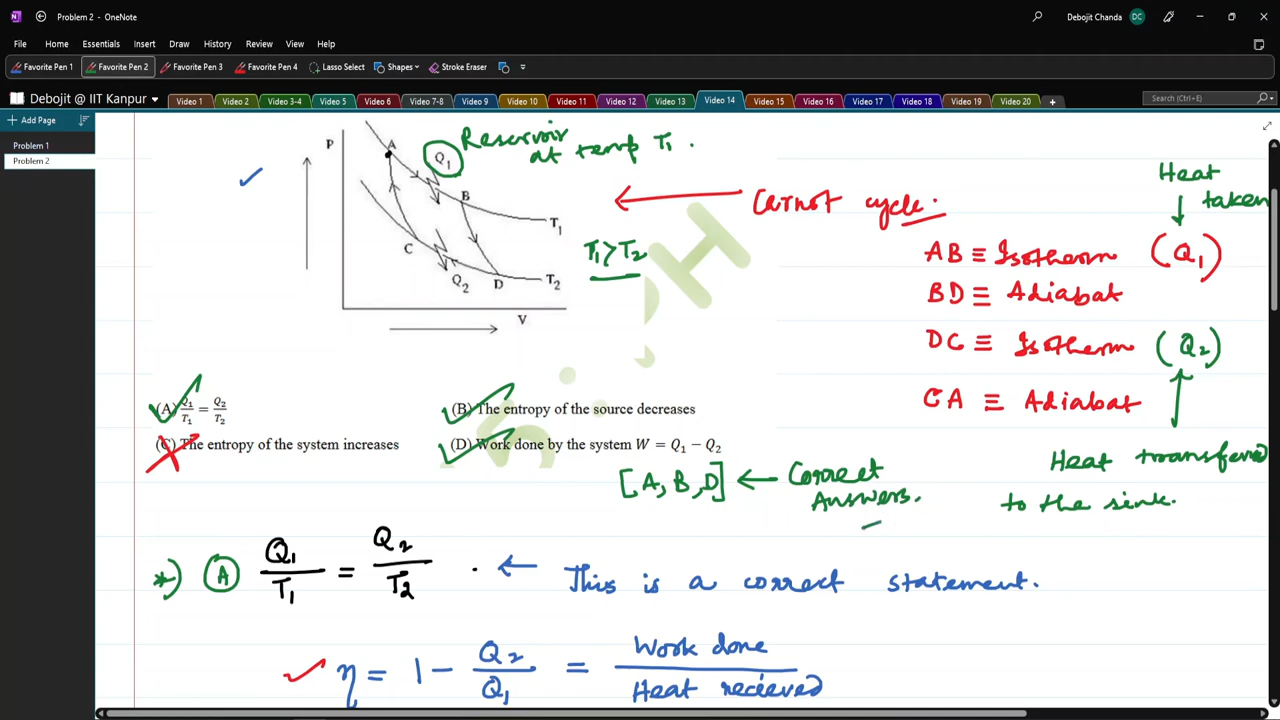 Problem 2 - OneNote
Debojit Chanda DC
File Home Essentials Insert Draw History Review View Help
Favorite Pen 1 Favorite Pen 2 Favorite Pen 3 Favorite Pen 4 Lasso Select Shapes Stroke Eraser
Debojit @ IIT Kanpur
Video 1 Video 2 Video 3-4 Video 5 Video 6 Video 7-8 Video 9 Video 10 Video 11 Video 12 Video 13 Video 14 Video 15 Video 16 Video 17 Video 18 Video 19 Video 20
Search (Ctrl+E)
Add Page
Problem 1
Problem 2
P
A
Q1
Reservoir
at temp T1.
B
T1
C
Q2
D
T2
V
T1>T2
Carnot cycle.
Heat
taken
AB ≡ Isotherm (Q1)
BD ≡ Adiabat
DC ≡ Isotherm (Q2)
CA ≡ Adiabat
Heat transferred
to the sink.
(A) Q1/T1 = Q2/T2
(B) The entropy of the source decreases
(C) The entropy of the system increases
(D) Work done by the system W = Q1 − Q2
[A, B, D] ← Correct
Answers.
*) A Q1/T1 = Q2/T2 . ← This is a correct statement.
η = 1 − Q2/Q1 = Work done / Heat recieved